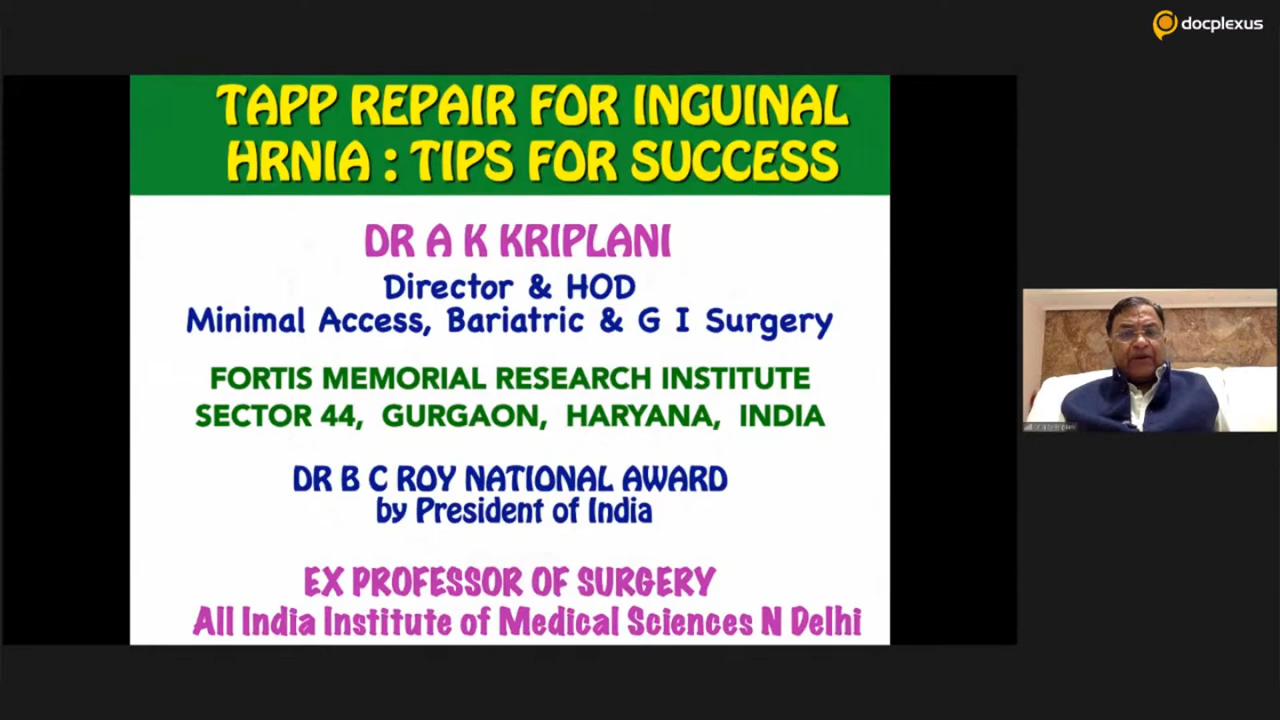 docplexus
TAPP REPAIR FOR INGUINAL
HRNIA : TIPS FOR SUCCESS
DR A K KRIPLANI
Director & HOD
Minimal Access, Bariatric & G I Surgery
FORTIS MEMORIAL RESEARCH INSTITUTE
SECTOR 44, GURGAON, HARYANA, INDIA
DR B C ROY NATIONAL AWARD
by President of India
EX PROFESSOR OF SURGERY
All India Institute of Medical Sciences N Delhi